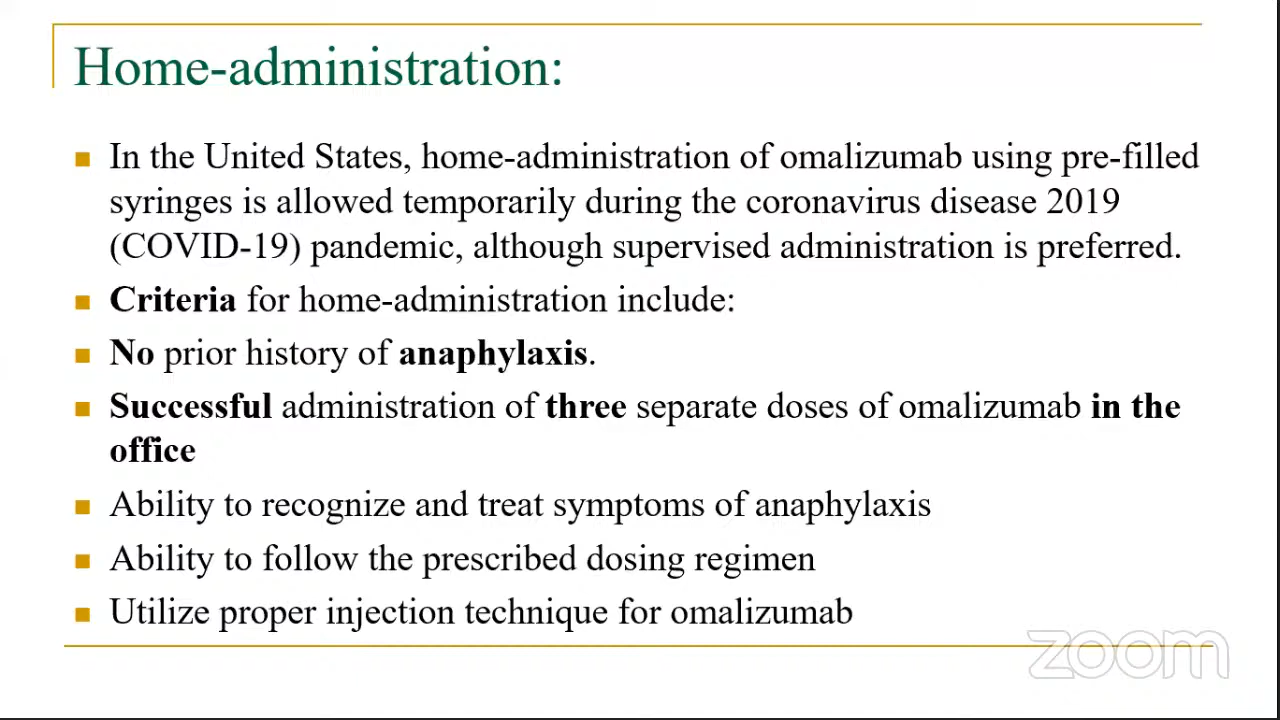 Home-administration:
In the United States, home-administration of omalizumab using pre-filled
syringes is allowed temporarily during the coronavirus disease 2019
(COVID-19) pandemic, although supervised administration is preferred.
Criteria for home-administration include:
No prior history of anaphylaxis.
Successful administration of three separate doses of omalizumab in the
office
Ability to recognize and treat symptoms of anaphylaxis
Ability to follow the prescribed dosing regimen
Utilize proper injection technique for omalizumab
zoom